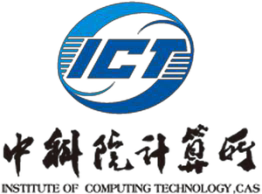 ICT
中科院计算所
INSTITUTE OF COMPUTING TECHNOLOGY,CAS